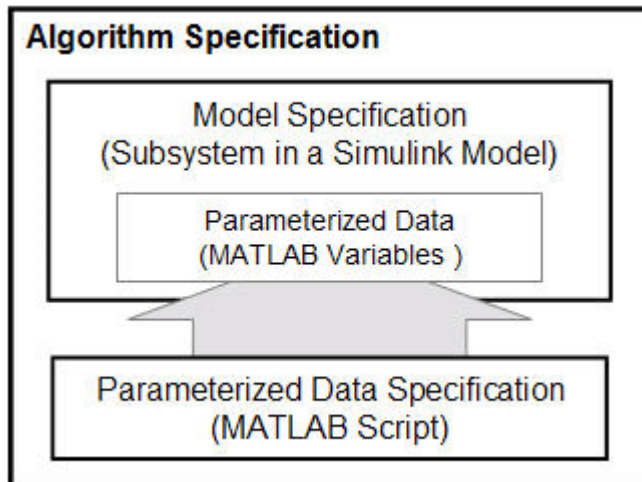 Algorithm Specification
Model Specification
(Subsystem in a Simulink Model)
Parameterized Data
(MATLAB Variables )
Parameterized Data Specification
(MATLAB Script)